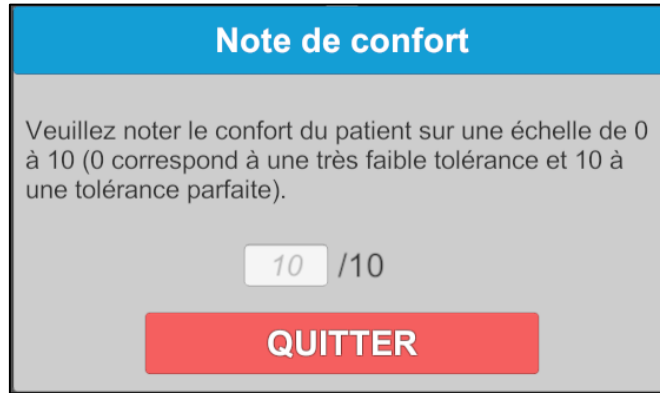 Note de confort
Veuillez noter le confort du patient sur une échelle de 0
à 10 (0 correspond à une très faible tolérance et 10 à
une tolérance parfaite).
10 /10
QUITTER